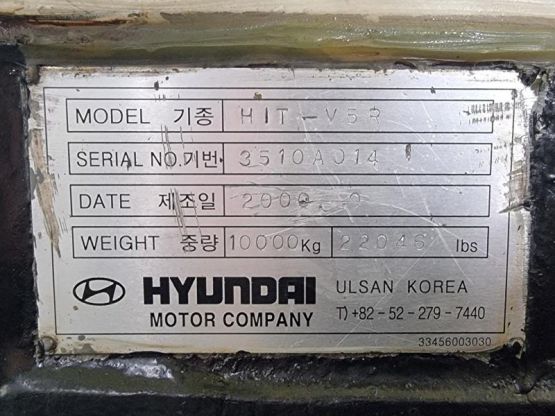 MODEL 기종 HIT-V5R
SERIAL NO.기번 3510A014
DATE 제조일
WEIGHT 중량 10000Kg 22046 lbs
HYUNDAI ULSAN KOREA
MOTOR COMPANY T)+82-52-279-7440
33456003030